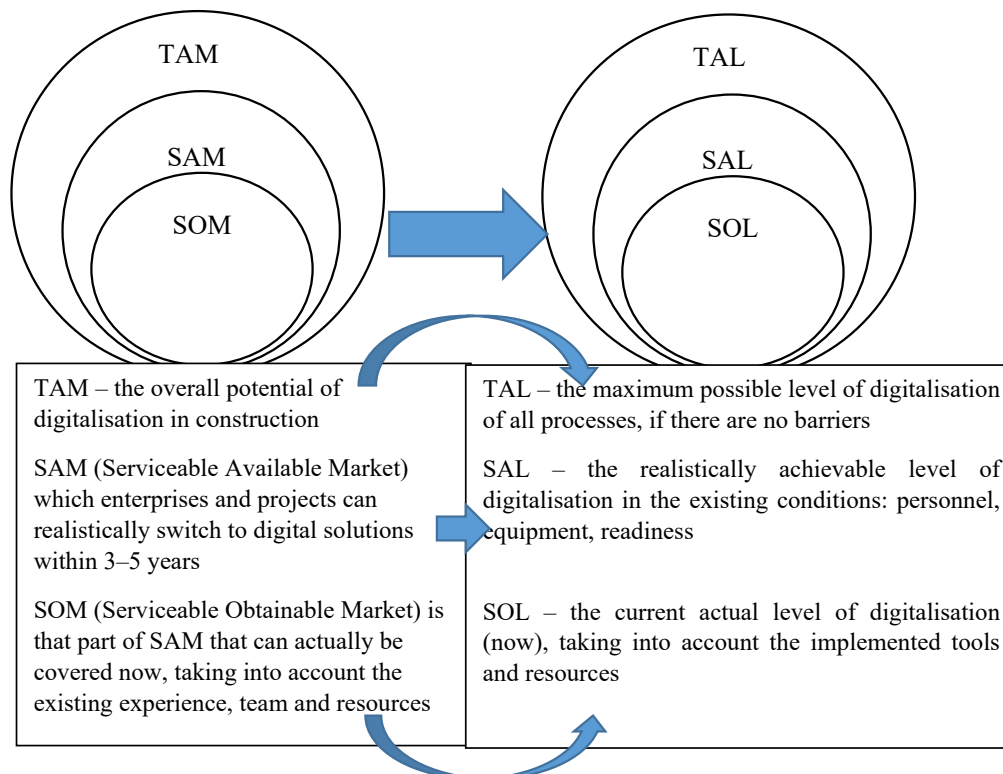 TAM
SAM
SOM
TAL
SAL
SOL
TAM – the overall potential of
digitalisation in construction
SAM (Serviceable Available Market)
which enterprises and projects can
realistically switch to digital solutions
within 3–5 years
SOM (Serviceable Obtainable Market) is
that part of SAM that can actually be
covered now, taking into account the
existing experience, team and resources
TAL – the maximum possible level of digitalisation
of all processes, if there are no barriers
SAL – the realistically achievable level of
digitalisation in the existing conditions: personnel,
equipment, readiness
SOL – the current actual level of digitalisation
(now), taking into account the implemented tools
and resources